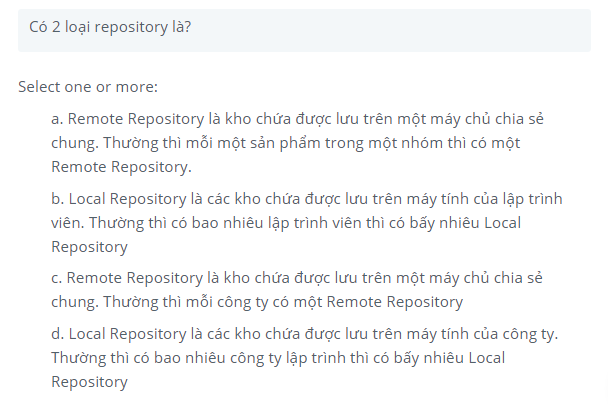 Có 2 loại repository là?
Select one or more:
a. Remote Repository là kho chứa được lưu trên một máy chủ chia sẻ
chung. Thường thì mỗi một sản phẩm trong một nhóm thì có một
Remote Repository.
b. Local Repository là các kho chứa được lưu trên máy tính của lập trình
viên. Thường thì có bao nhiêu lập trình viên thì có bấy nhiêu Local
Repository
c. Remote Repository là kho chứa được lưu trên một máy chủ chia sẻ
chung. Thường thì mỗi công ty có một Remote Repository
d. Local Repository là các kho chứa được lưu trên máy tính của công ty.
Thường thì có bao nhiêu công ty lập trình thì có bấy nhiêu Local
Repository